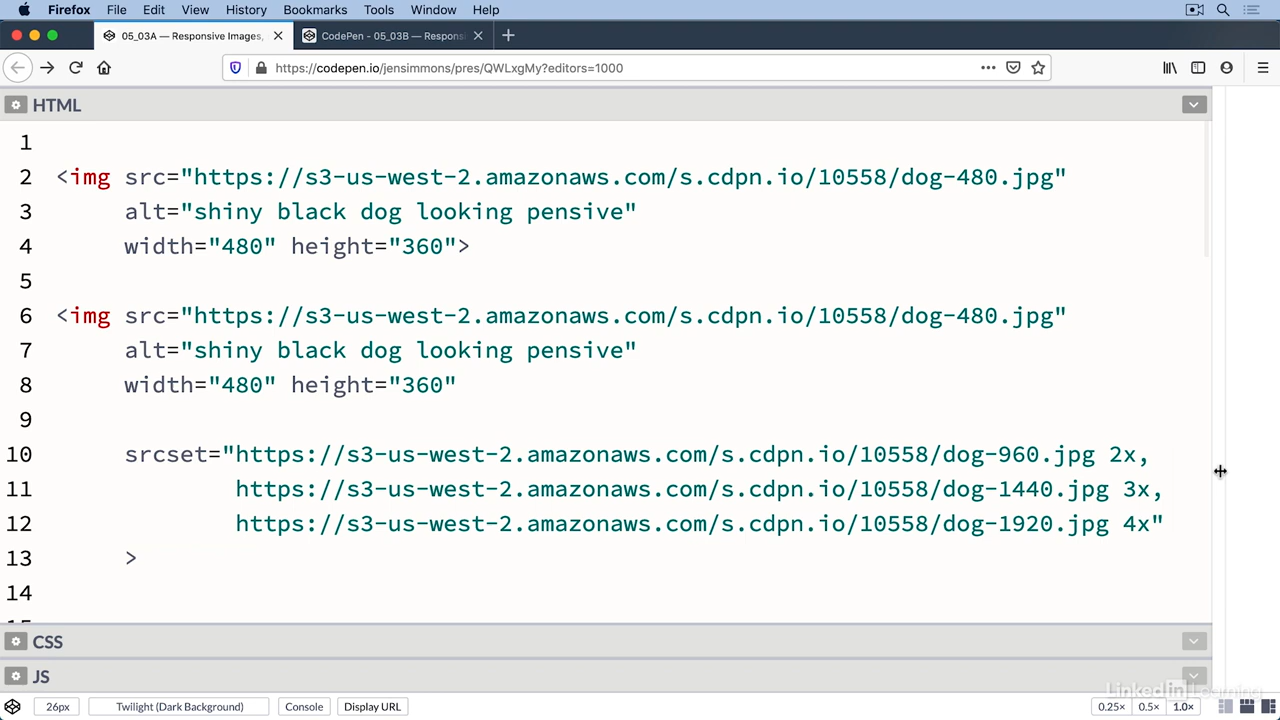 Firefox File Edit View History Bookmarks Tools Window Help
05_03A — Responsive Images, CodePen - 05_03B — Respons
https://codepen.io/jensimmons/pres/QWLxgMy?editors=1000
HTML
1
2 <img src="https://s3-us-west-2.amazonaws.com/s.cdpn.io/10558/dog-480.jpg"
3 alt="shiny black dog looking pensive"
4 width="480" height="360">
5
6 <img src="https://s3-us-west-2.amazonaws.com/s.cdpn.io/10558/dog-480.jpg"
7 alt="shiny black dog looking pensive"
8 width="480" height="360"
9
10 srcset="https://s3-us-west-2.amazonaws.com/s.cdpn.io/10558/dog-960.jpg 2x,
11 https://s3-us-west-2.amazonaws.com/s.cdpn.io/10558/dog-1440.jpg 3x,
12 https://s3-us-west-2.amazonaws.com/s.cdpn.io/10558/dog-1920.jpg 4x"
13 >
14
CSS
JS
LinkedIn Learning
26px Twilight (Dark Background) Console Display URL 0.25× 0.5× 1.0×